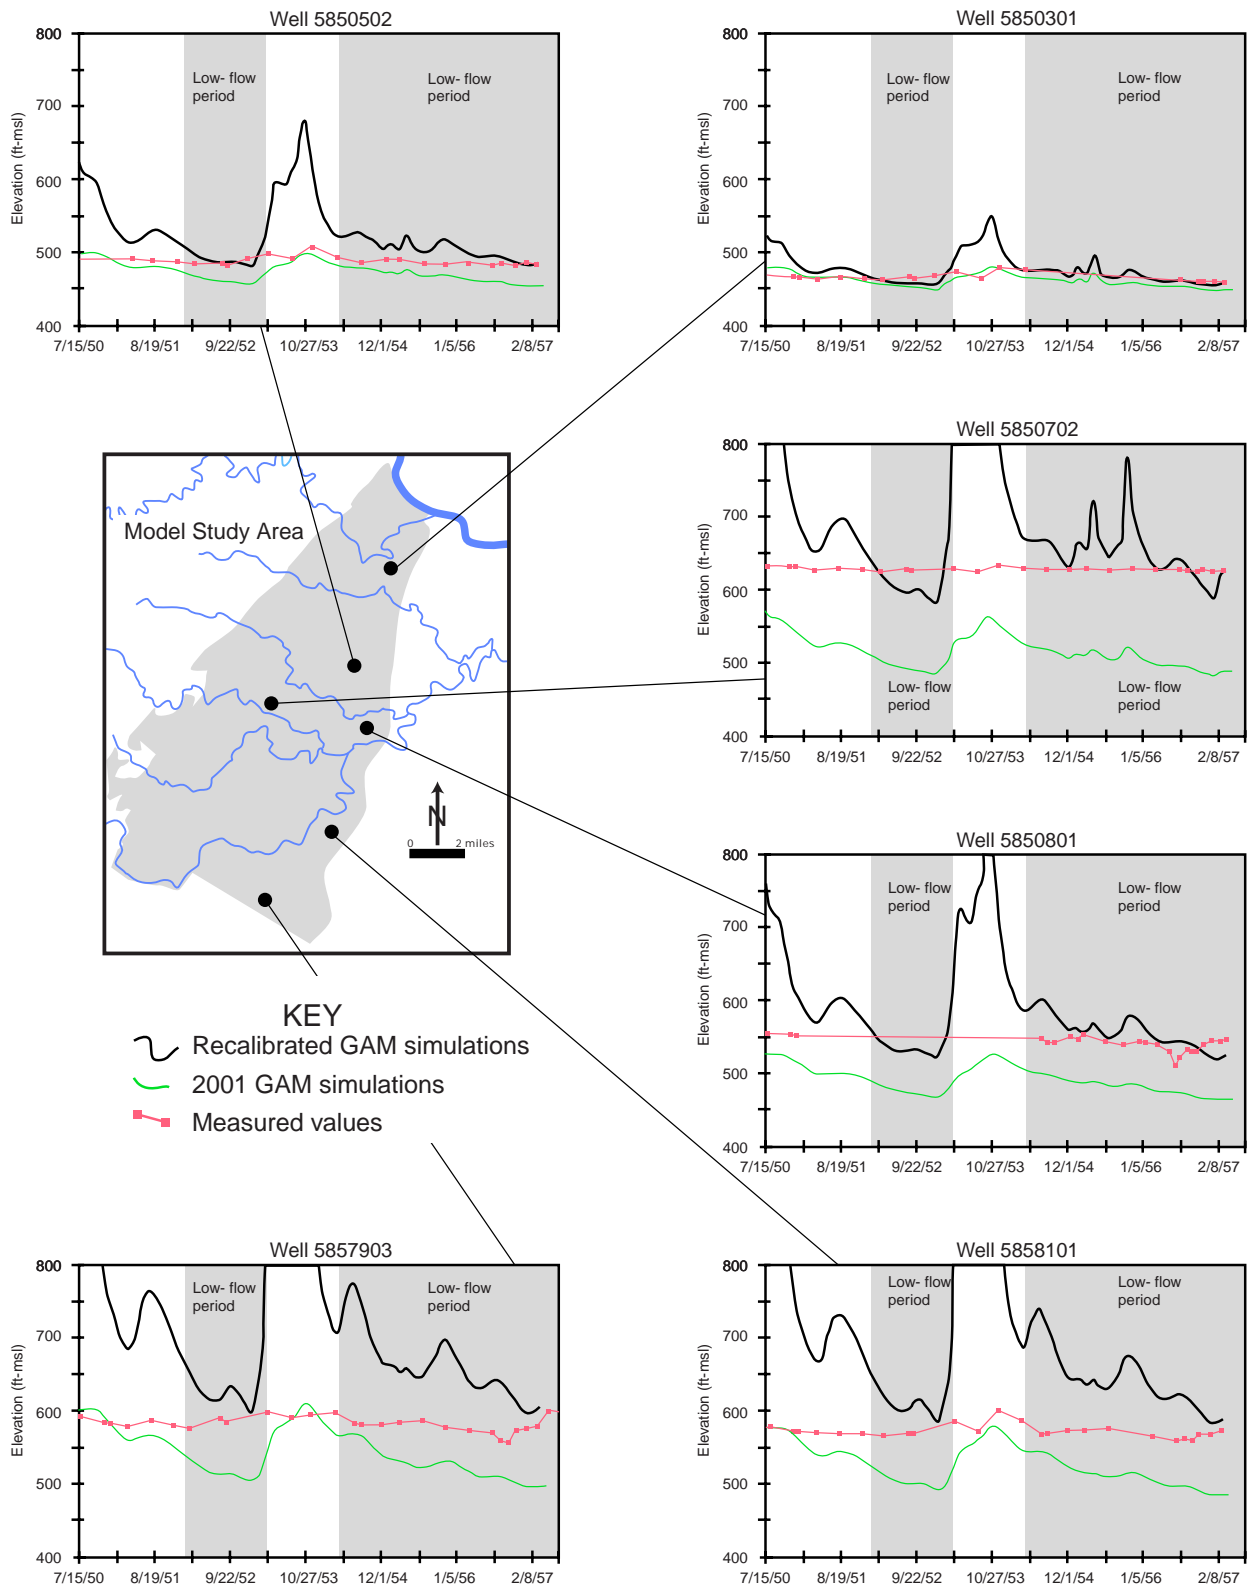 Well 5850502
800
700
600
500
400
Elevation (ft-msl)
Low- flow
period
Low- flow
period
7/15/50 8/19/51 9/22/52 10/27/53 12/1/54 1/5/56 2/8/57
Well 5850301
800
700
600
500
400
Elevation (ft-msl)
Low- flow
period
Low- flow
period
7/15/50 8/19/51 9/22/52 10/27/53 12/1/54 1/5/56 2/8/57
Model Study Area
N
0 2 miles
Well 5850702
800
700
600
500
400
Elevation (ft-msl)
Low- flow
period
Low- flow
period
7/15/50 8/19/51 9/22/52 10/27/53 12/1/54 1/5/56 2/8/57
Well 5850801
800
700
600
500
400
Elevation (ft-msl)
Low- flow
period
Low- flow
period
7/15/50 8/19/51 9/22/52 10/27/53 12/1/54 1/5/56 2/8/57
KEY
Recalibrated GAM simulations
2001 GAM simulations
Measured values
Well 5857903
800
700
600
500
400
Elevation (ft-msl)
Low- flow
period
Low- flow
period
7/15/50 8/19/51 9/22/52 10/27/53 12/1/54 1/5/56 2/8/57
Well 5858101
800
700
600
500
400
Elevation (ft-msl)
Low- flow
period
Low- flow
period
7/15/50 8/19/51 9/22/52 10/27/53 12/1/54 1/5/56 2/8/57